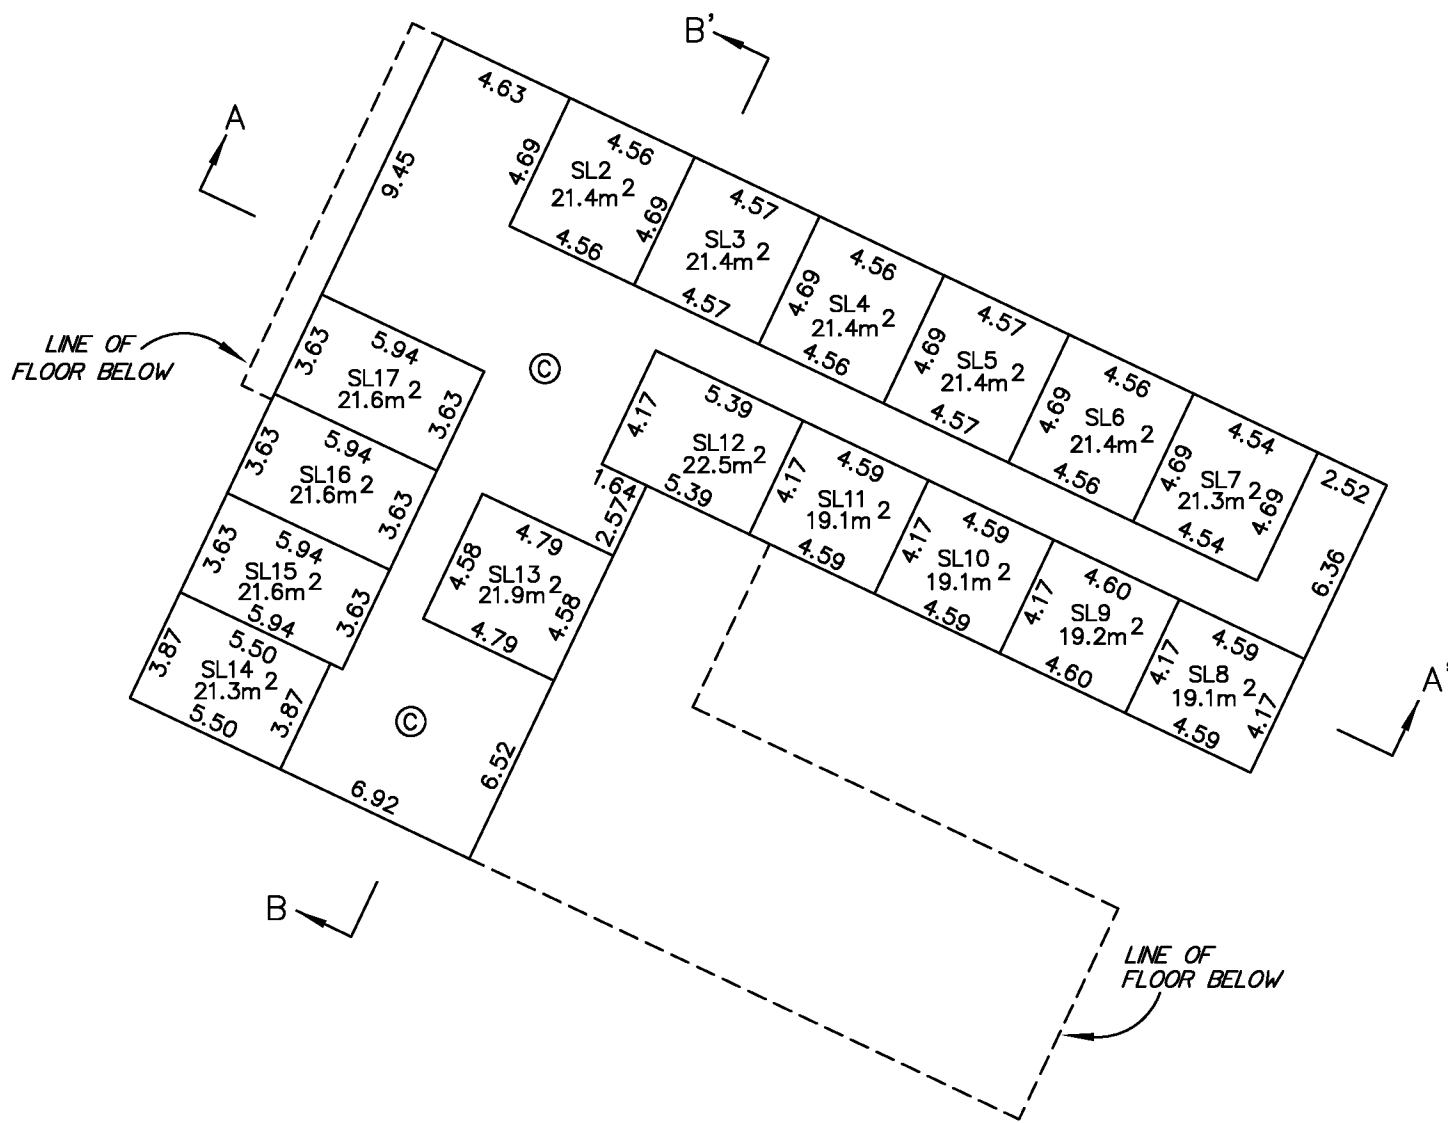 B'
A
4.63
4.69
4.56
SL2
21.4m²
4.69
4.56
9.45
4.57
SL3
21.4m²
4.69
4.57
4.56
SL4
21.4m²
4.69
4.56
4.57
SL5
21.4m²
4.69
4.57
4.56
SL6
21.4m²
4.69
4.56
4.54
SL7
21.3m²
4.69
4.54
2.52
6.36
LINE OF
FLOOR BELOW
3.63
5.94
SL17
21.6m²
3.63
C
4.17
5.39
SL12
22.5m²
5.39
4.17
4.59
SL11
19.1m²
4.59
4.17
4.59
SL10
19.1m²
4.59
4.17
4.60
SL9
19.2m²
4.60
4.17
4.59
SL8
19.1m²
4.59
4.17
A'
3.63
5.94
SL16
21.6m²
3.63
1.64
2.57
3.63
5.94
SL15
21.6m²
5.94
3.63
4.79
4.58
SL13
21.9m²
4.58
4.79
3.87
5.50
SL14
21.3m²
5.50
3.87
C
6.52
6.92
B
LINE OF
FLOOR BELOW